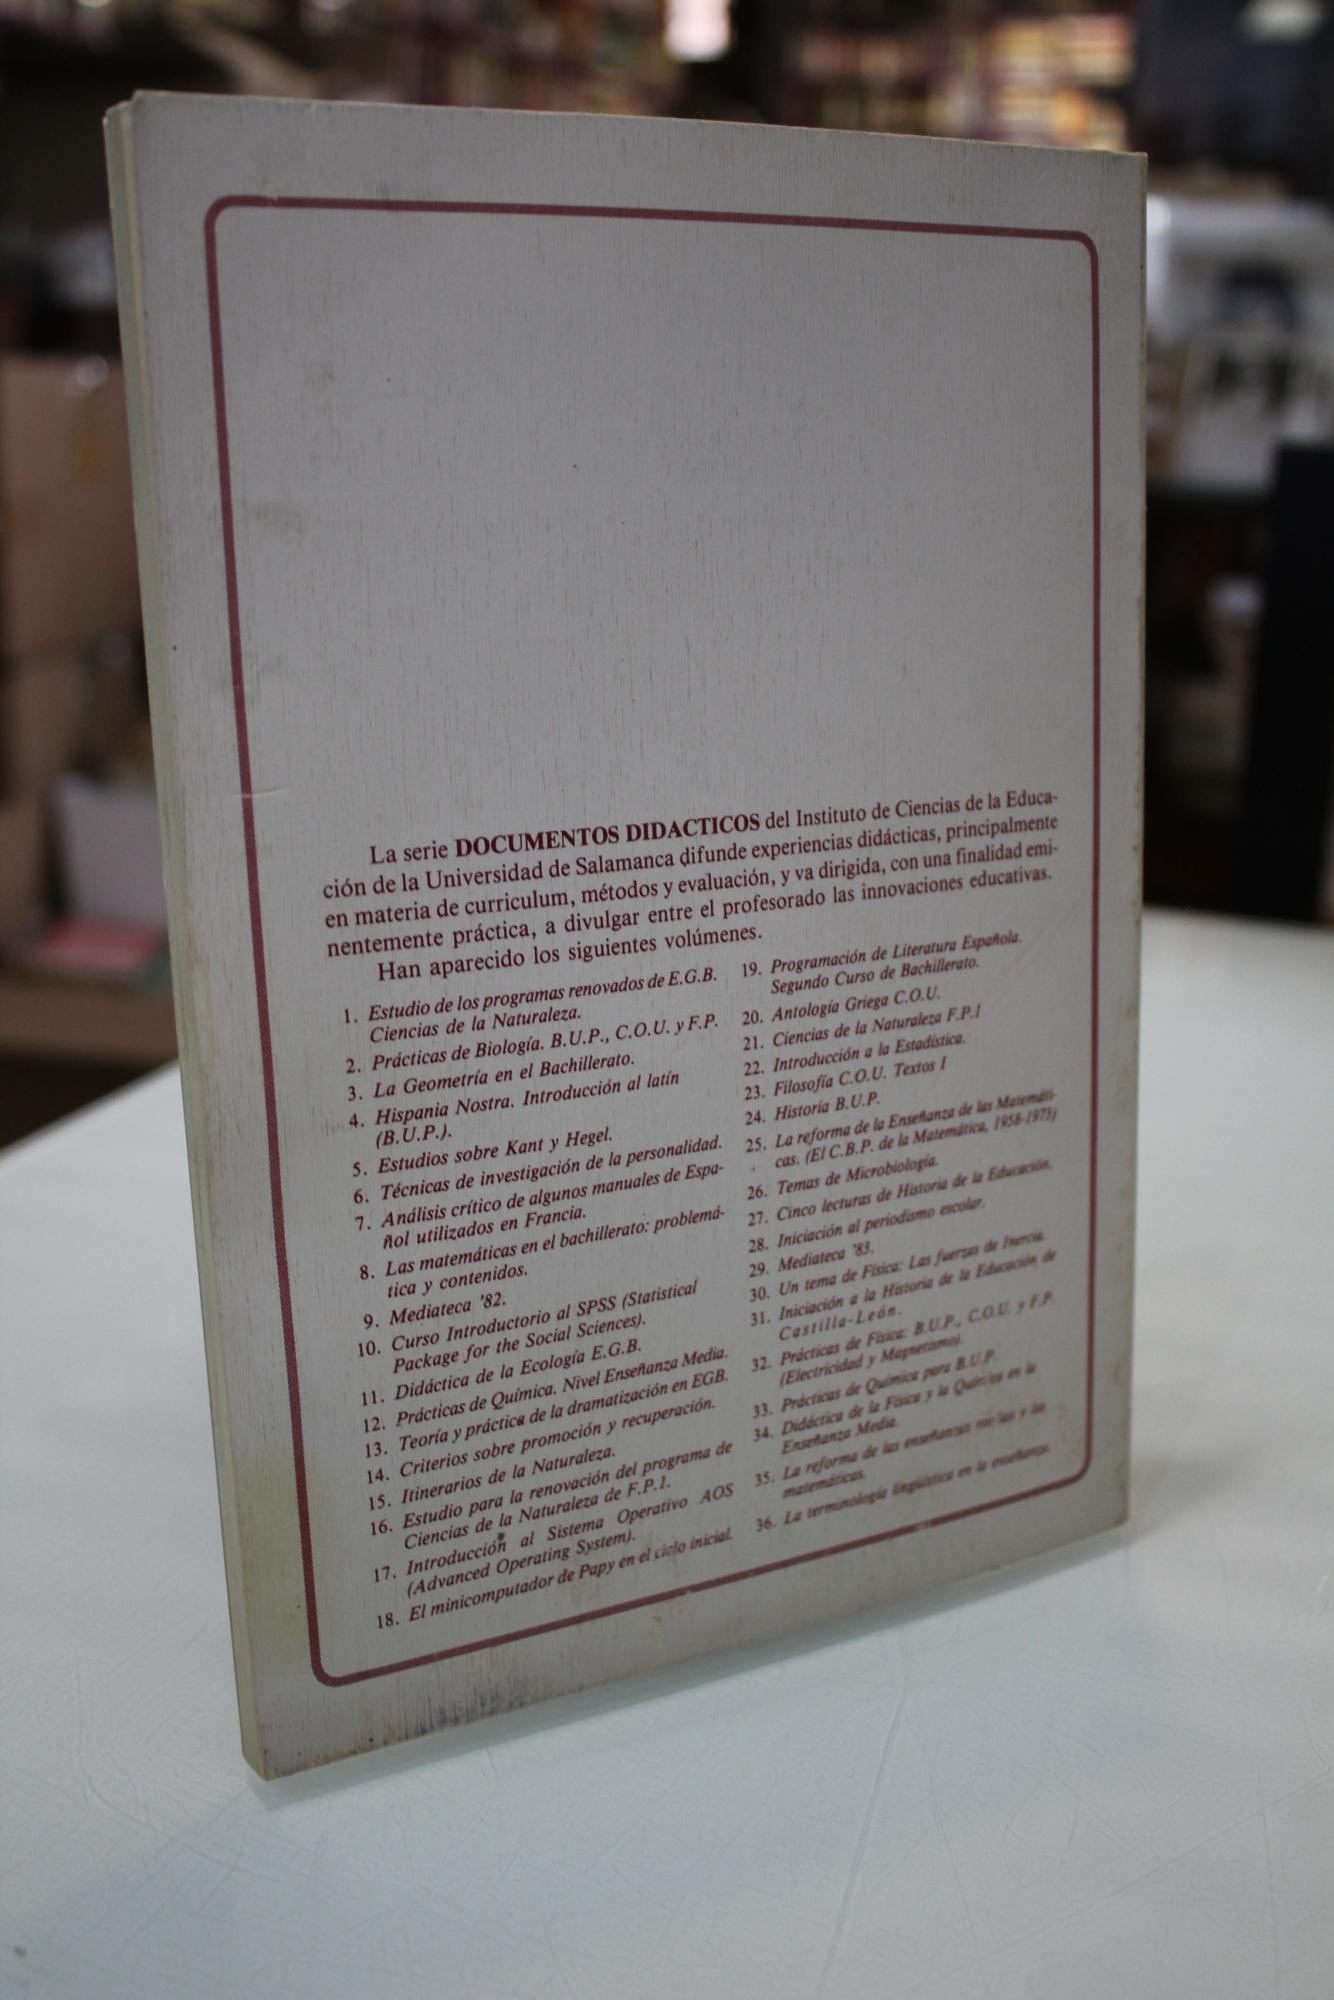 La serie DOCUMENTOS DIDACTICOS del Instituto de Ciencias de la Educa-
ción de la Universidad de Salamanca difunde experiencias didácticas, principalmente
en materia de curriculum, métodos y evaluación, y va dirigida, con una finalidad emi-
nentemente práctica, a divulgar entre el profesorado las innovaciones educativas.
Han aparecido los siguientes volúmenes.
1. Estudio de los programas renovados de E.G.B.
Ciencias de la Naturaleza.
2. Prácticas de Biología. B.U.P., C.O.U. y F.P.
3. La Geometría en el Bachillerato.
4. Hispania Nostra. Introducción al latín
(B.U.P.).
5. Estudios sobre Kant y Hegel.
6. Técnicas de investigación de la personalidad.
7. Análisis crítico de algunos manuales de Espa-
ñol utilizados en Francia.
8. Las matemáticas en el bachillerato: problemá-
tica y contenidos.
9. Mediateca '82.
10. Curso Introductorio al SPSS (Statistical
Package for the Social Sciences).
11. Didáctica de la Ecología E.G.B.
12. Prácticas de Química. Nivel Enseñanza Media.
13. Teoría y práctica de la dramatización en EGB.
14. Criterios sobre promoción y recuperación.
15. Itinerarios de la Naturaleza.
16. Estudio para la renovación del programa de
Ciencias de la Naturaleza de F.P.1.
17. Introducción al Sistema Operativo AOS
(Advanced Operating System).
18. El minicomputador de Papy en el ciclo inicial.
19. Programación de Literatura Española.
Segundo Curso de Bachillerato.
20. Antología Griega C.O.U.
21. Ciencias de la Naturaleza F.P.1
22. Introducción a la Estadística.
23. Filosofía C.O.U. Textos I
24. Historia B.U.P.
25. La reforma de la Enseñanza de las Matemáti-
cas. (El C.B.P. de la Matemática, 1958-1973)
26. Temas de Microbiología.
27. Cinco lecturas de Historia de la Educación.
28. Iniciación al periodismo escolar.
29. Mediateca '83.
30. Un tema de Física: Las fuerzas de Inercia.
31. Iniciación a la Historia de la Educación de
Castilla-León.
32. Prácticas de Física: B.U.P., C.O.U. y F.P.
(Electricidad y Magnetismo).
33. Prácticas de Química para B.U.P.
34. Didáctica de la Física y la Química en la
Enseñanza Media.
35. La reforma de las enseñanzas medias y las
matemáticas.
36. La terminología lingüística en la enseñanza.